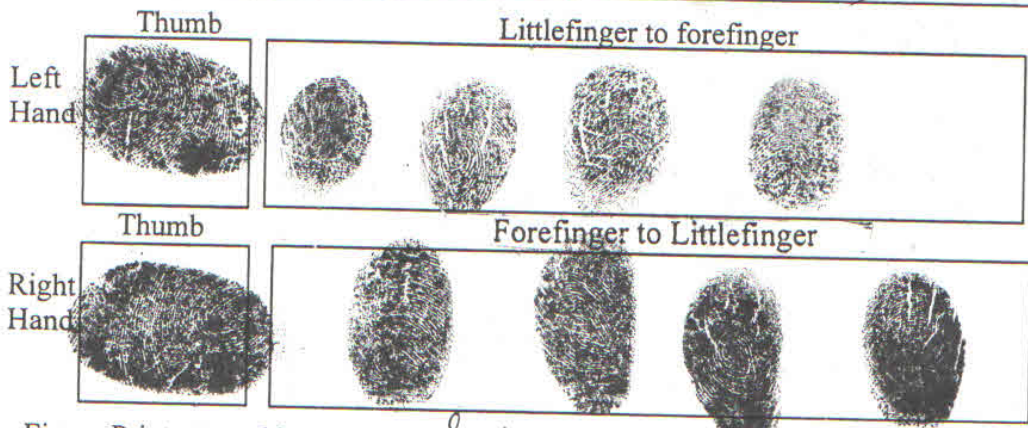 Thumb Littlefinger to forefinger
Left
Hand
Thumb Forefinger to Littlefinger
Right
Hand